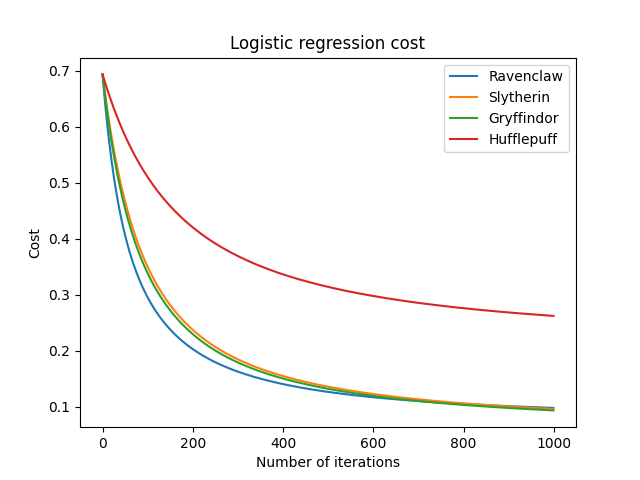 Logistic regression cost
Ravenclaw
Slytherin
Gryffindor
Hufflepuff
Cost
0.7
0.6
0.5
0.4
0.3
0.2
0.1
0 200 400 600 800 1000
Number of iterations